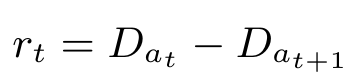 $r_t = D_{a_t} - D_{a_{t+1}}$